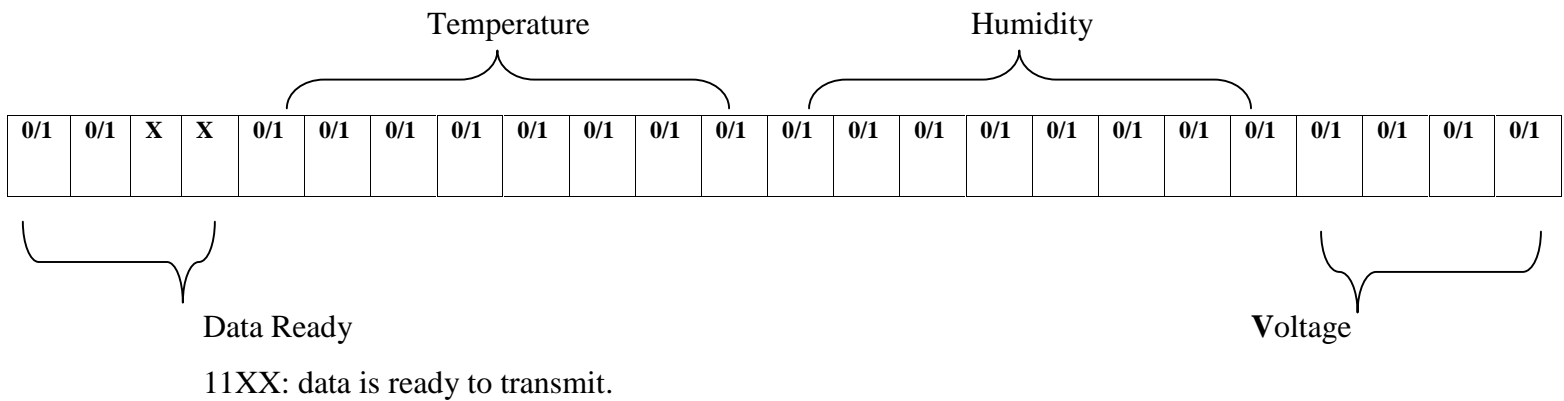 Temperature Humidity
0/1 0/1 X X 0/1 0/1 0/1 0/1 0/1 0/1 0/1 0/1 0/1 0/1 0/1 0/1 0/1 0/1 0/1 0/1 0/1 0/1 0/1 0/1
Data Ready Voltage
11XX: data is ready to transmit.